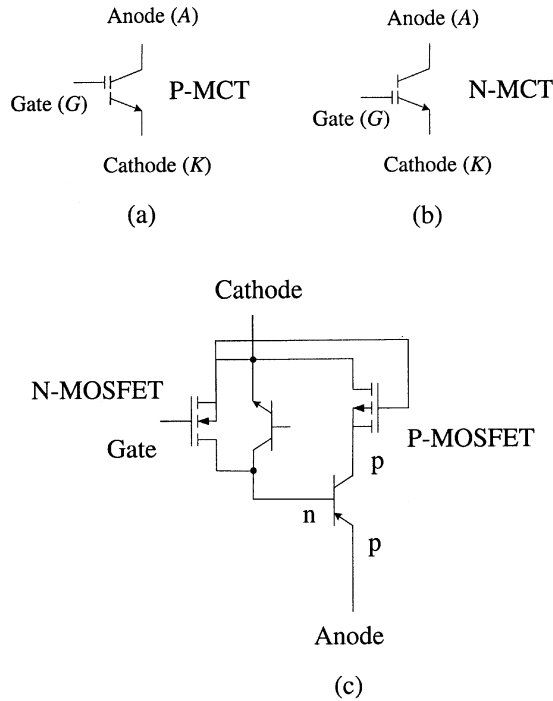 Anode (A)
Gate (G)
P-MCT
Cathode (K)
(a)
Anode (A)
Gate (G)
N-MCT
Cathode (K)
(b)
Cathode
N-MOSFET
Gate
P-MOSFET
p
n
p
Anode
(c)